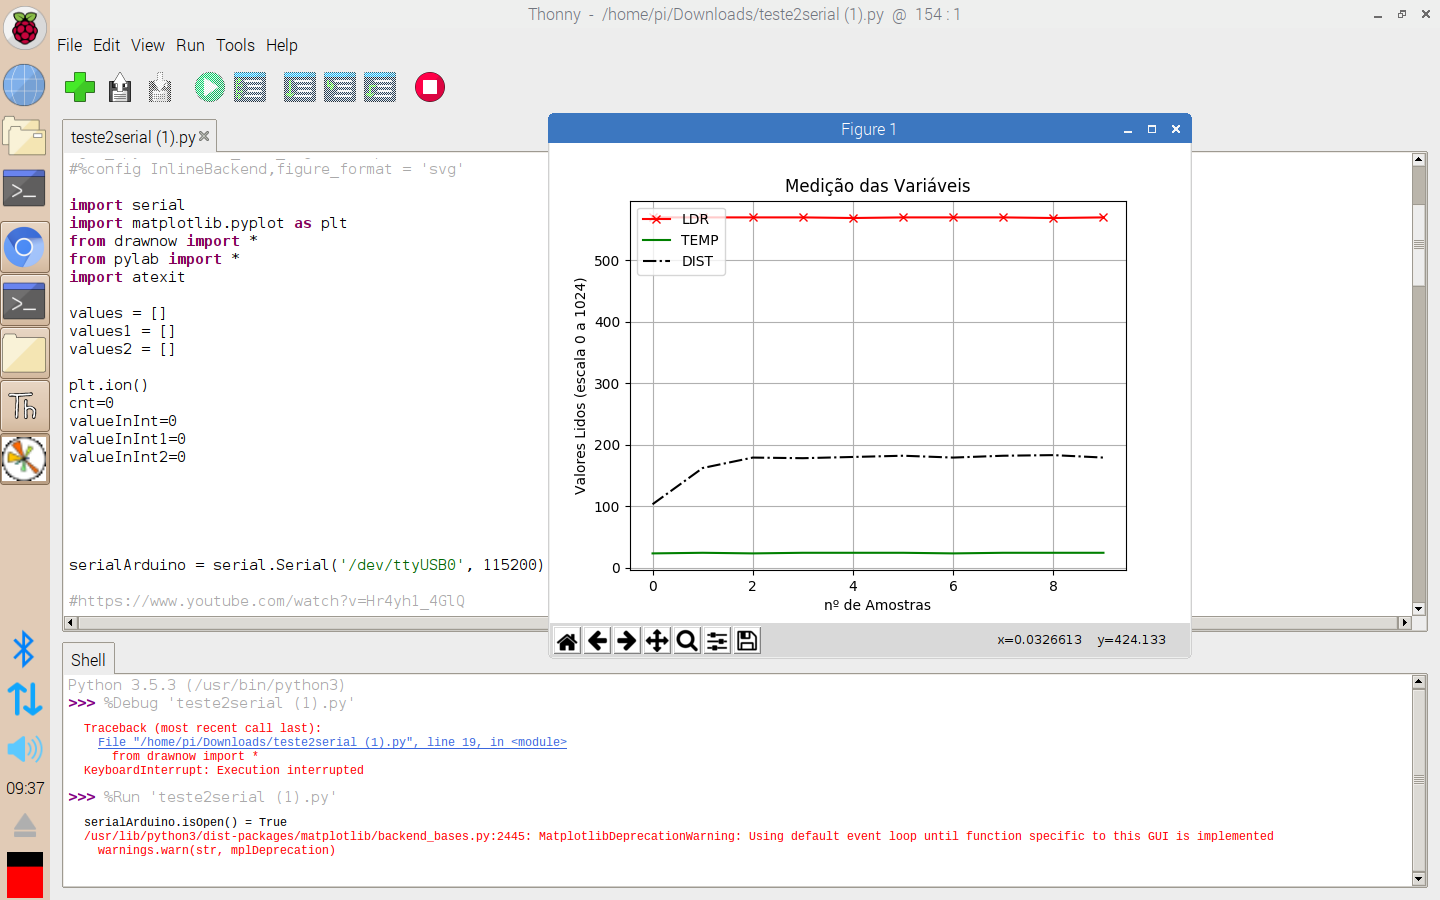 Thonny - /home/pi/Downloads/teste2serial (1).py @ 154 : 1
File Edit View Run Tools Help
teste2serial (1).py
#%config InlineBackend,figure_format = 'svg'
import serial
import matplotlib.pyplot as plt
from drawnow import *
from pylab import *
import atexit
values = []
values1 = []
values2 = []
plt.ion()
cnt=0
valueInInt=0
valueInInt1=0
valueInInt2=0
serialArduino = serial.Serial('/dev/ttyUSB0', 115200)
#https://www.youtube.com/watch?v=Hr4yh1_4GlQ
Figure 1
Medição das Variáveis
LDR
TEMP
DIST
Valores Lidos (escala 0 a 1024)
500
400
300
200
100
0
0 2 4 6 8
nº de Amostras
x=0.0326613 y=424.133
Shell
Python 3.5.3 (/usr/bin/python3)
>>> %Debug 'teste2serial (1).py'
Traceback (most recent call last):
File "/home/pi/Downloads/teste2serial (1).py", line 19, in <module>
from drawnow import *
KeyboardInterrupt: Execution interrupted
>>> %Run 'teste2serial (1).py'
serialArduino.isOpen() = True
/usr/lib/python3/dist-packages/matplotlib/backend_bases.py:2445: MatplotlibDeprecationWarning: Using default event loop until function specific to this GUI is implemented
warnings.warn(str, mplDeprecation)
Th
09:37